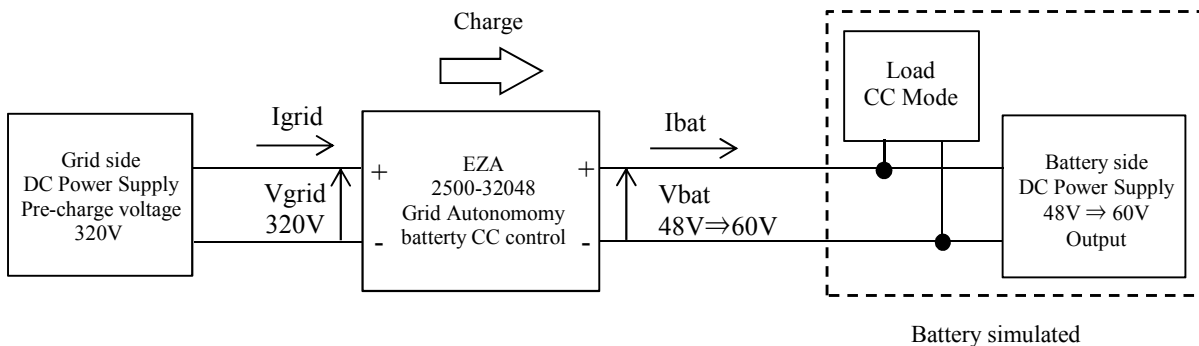 Charge
Load
CC Mode
Igrid
Ibat
Grid side
DC Power Supply
Pre-charge voltage
320V
+
-
Vgrid
320V
EZA
2500-32048
Grid Autonomomy
batterty CC control
+
-
Vbat
48V⇒60V
Battery side
DC Power Supply
48V ⇒ 60V
Output
Battery simulated